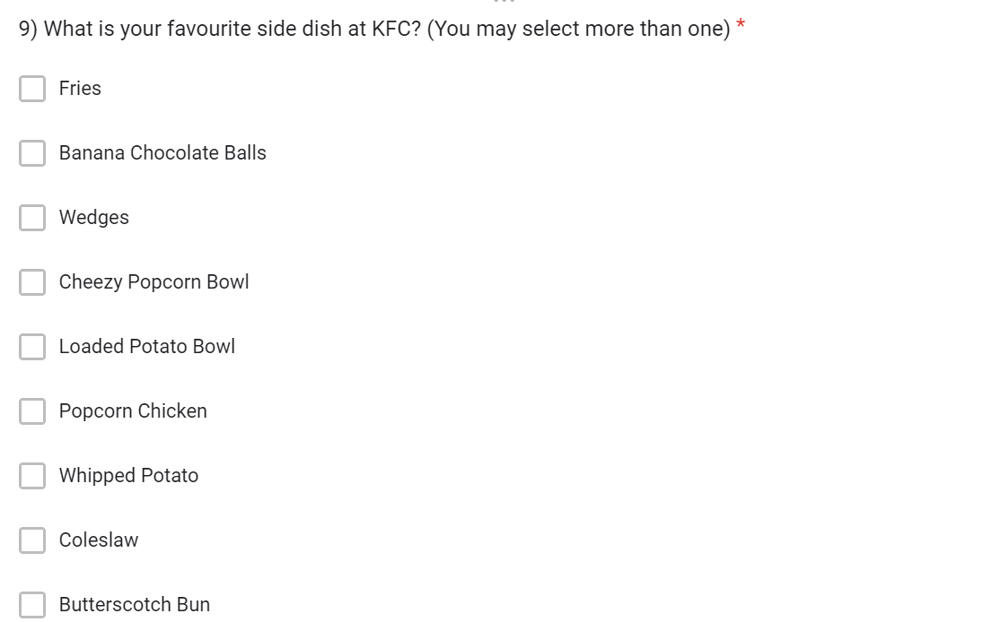 9) What is your favourite side dish at KFC? (You may select more than one) *
Fries
Banana Chocolate Balls
Wedges
Cheezy Popcorn Bowl
Loaded Potato Bowl
Popcorn Chicken
Whipped Potato
Coleslaw
Butterscotch Bun